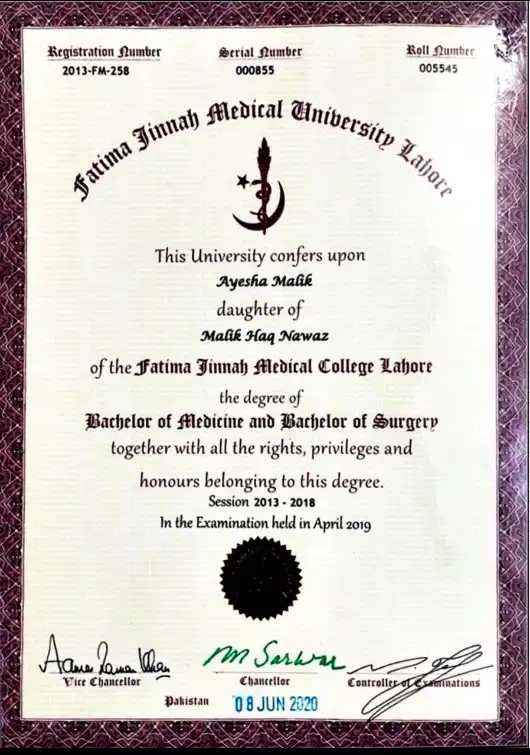 Registration Number
2013-FM-258
Serial Number
000855
Roll Number
005545
Fatima Jinnah Medical University Lahore
This University confers upon
Ayesha Malik
daughter of
Malik Haq Nawaz
of the Fatima Jinnah Medical College Lahore
the degree of
Bachelor of Medicine and Bachelor of Surgery
together with all the rights, privileges and
honours belonging to this degree.
Session 2013 - 2018
In the Examination held in April 2019
M Sarwar
Vice Chancellor
Chancellor
Controller of Examinations
Pakistan
08 JUN 2020